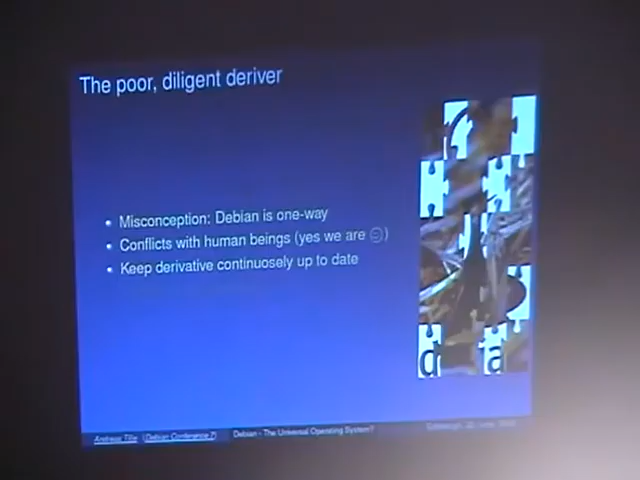 The poor, diligent deriver
Misconception: Debian is one-way
Conflicts with human beings (yes we are ☺)
Keep derivative continuosely up to date
d a
Andreas Tille (Debian Conference 7) Debian - The Universal Operating System? Edinburgh,